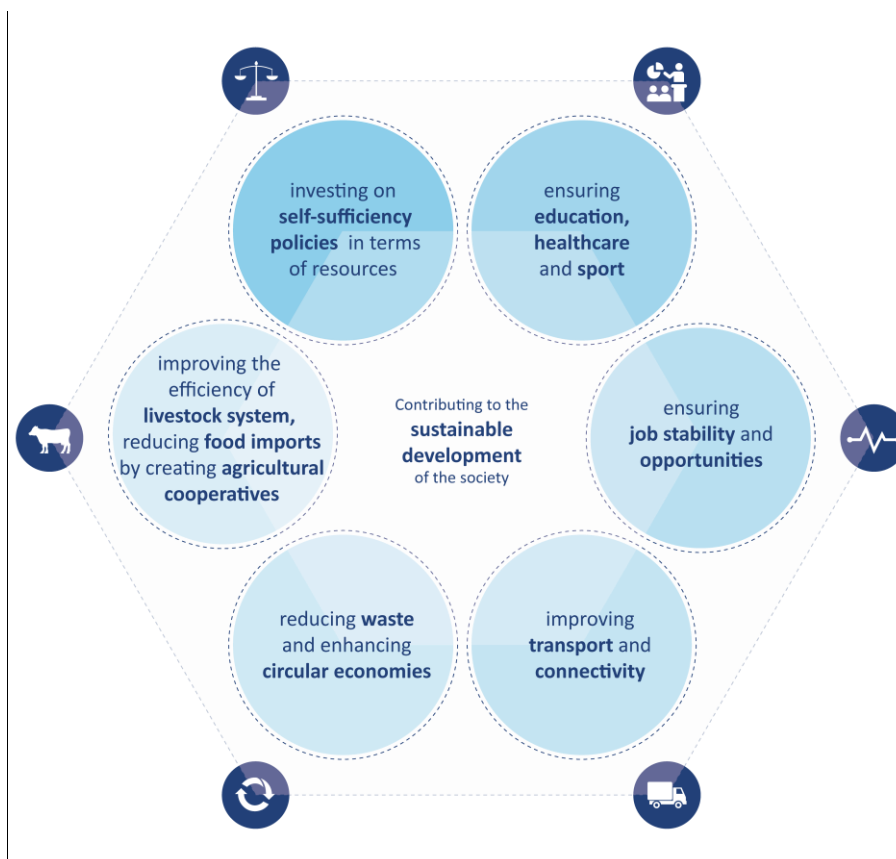 investing on
self-sufficiency
policies in terms
of resources
ensuring
education,
healthcare
and sport
improving the
efficiency of
livestock system,
reducing food imports
by creating agricultural
cooperatives
Contributing to the
sustainable
development
of the society
ensuring
job stability and
opportunities
reducing waste
and enhancing
circular economies
improving
transport and
connectivity